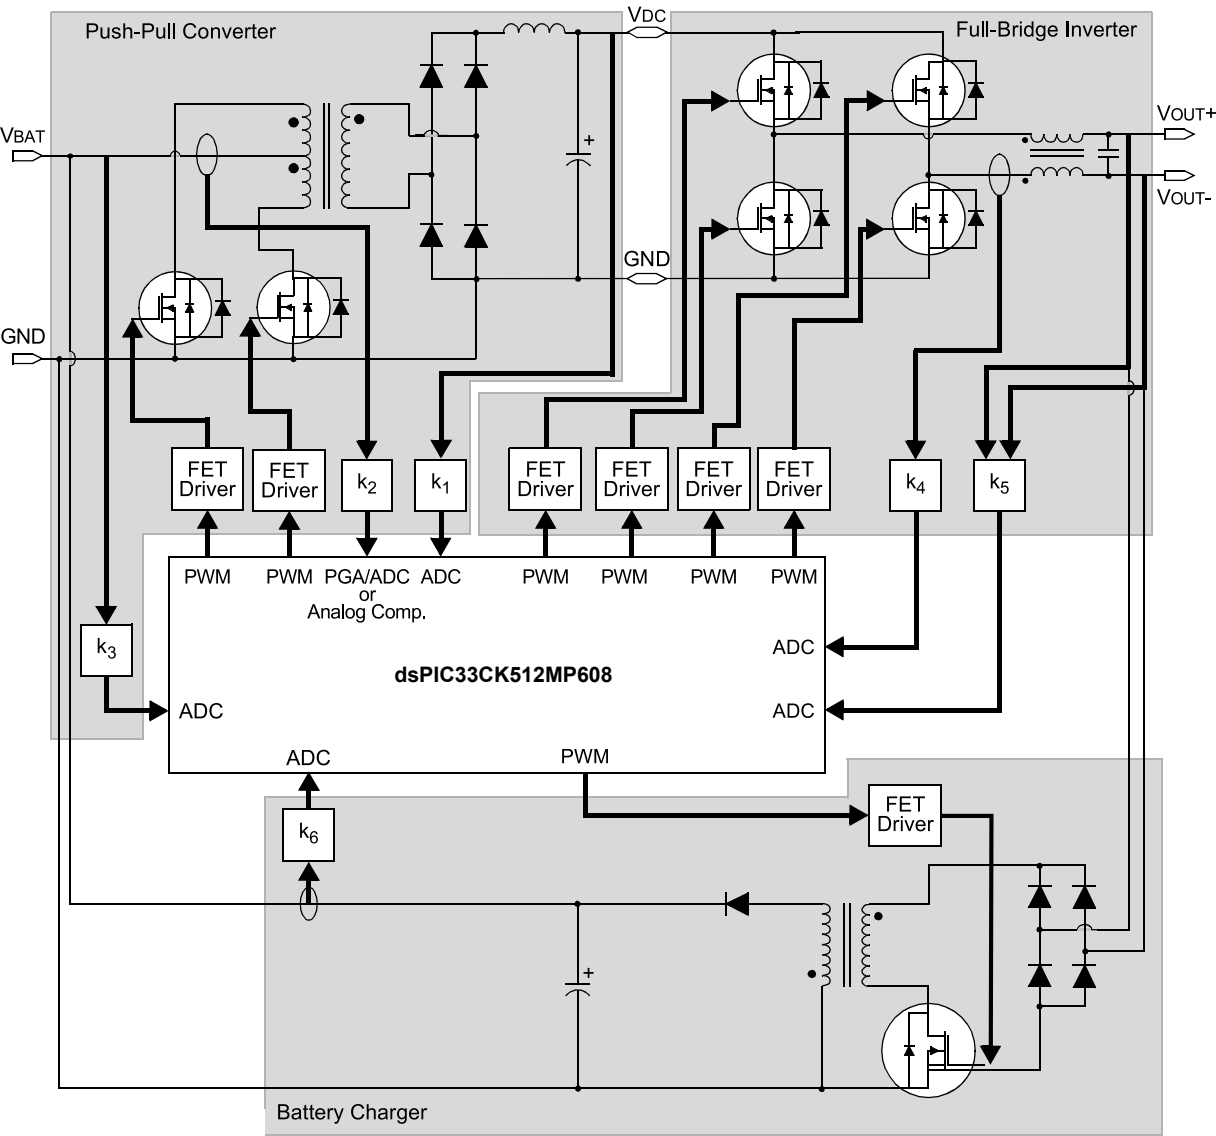 Push-Pull Converter
VDC
Full-Bridge Inverter
VBAT
+
VOUT+
VOUT-
GND
GND
FET
Driver
FET
Driver
k2
k1
FET
Driver
FET
Driver
FET
Driver
FET
Driver
k4
k5
PWM
PWM
PGA/ADC
or
Analog Comp.
ADC
PWM
PWM
PWM
PWM
k3
ADC
dsPIC33CK512MP608
ADC
ADC
ADC
PWM
k6
FET
Driver
+
Battery Charger